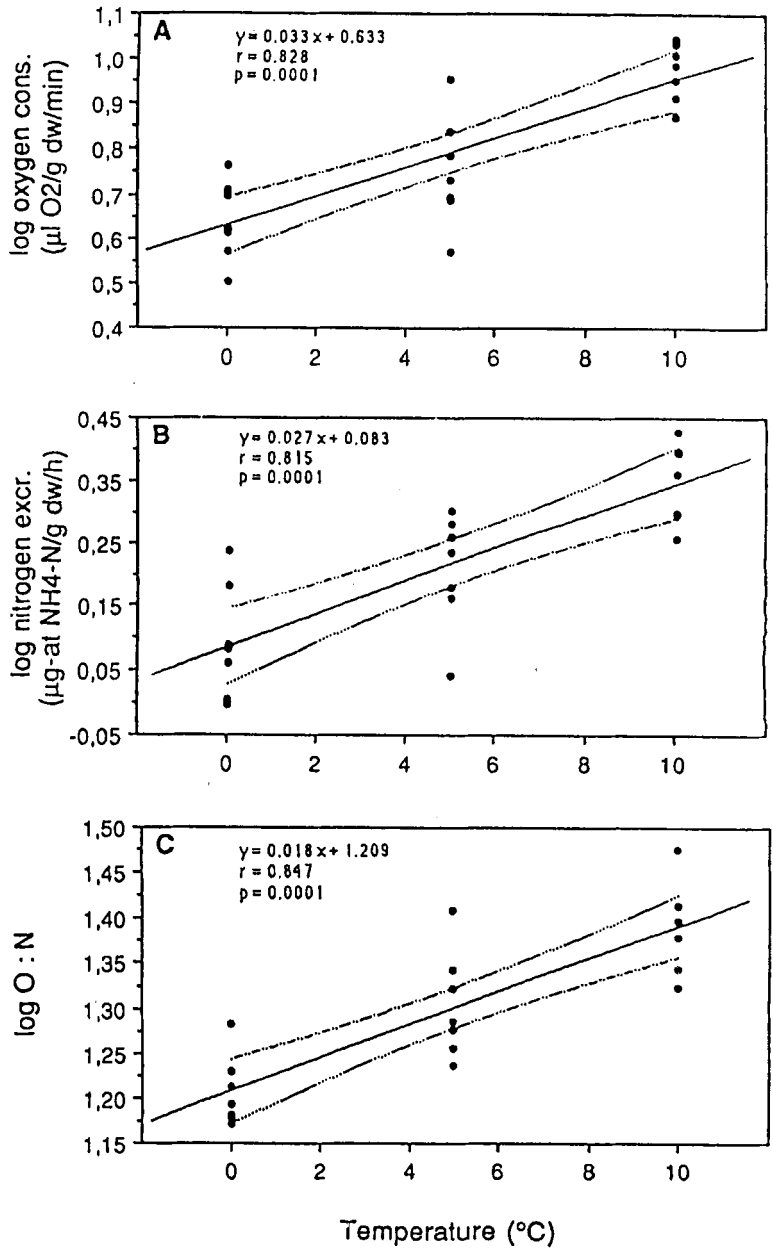 A
y= 0.033x+ 0.633
r = 0.828
p = 0.0001
1,1
1,0
0,9
0,8
0,7
0,6
0,5
0,4
log oxygen cons.
(µl O2/g dw/min)
0 2 4 6 8 10
B
y= 0.027x + 0.083
r = 0.815
p = 0.0001
0,45
0,35
0,25
0,15
0,05
-0,05
log nitrogen excr.
(µg-at NH4-N/g dw/h)
0 2 4 6 8 10
C
y= 0.018x+ 1.209
r = 0.847
p = 0.0001
1,50
1,45
1,40
1,35
1,30
1,25
1,20
1,15
log O : N
0 2 4 6 8 10
Temperature (°C)